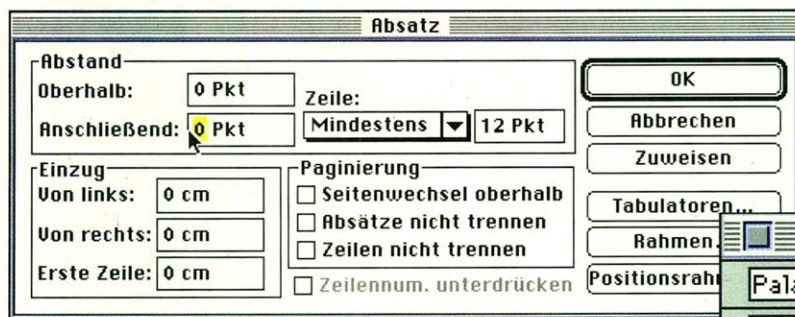 Absatz
Abstand
Oberhalb: 0 Pkt
Anschließend: 0 Pkt
Zeile:
Mindestens 12 Pkt
Einzug
Von links: 0 cm
Von rechts: 0 cm
Erste Zeile: 0 cm
Paginierung
Seitenwechsel oberhalb
Absätze nicht trennen
Zeilen nicht trennen
Zeilennum. unterdrücken
OK
Abbrechen
Zuweisen
Tabulatoren...
Rahmen.
Positionsrah
Pala